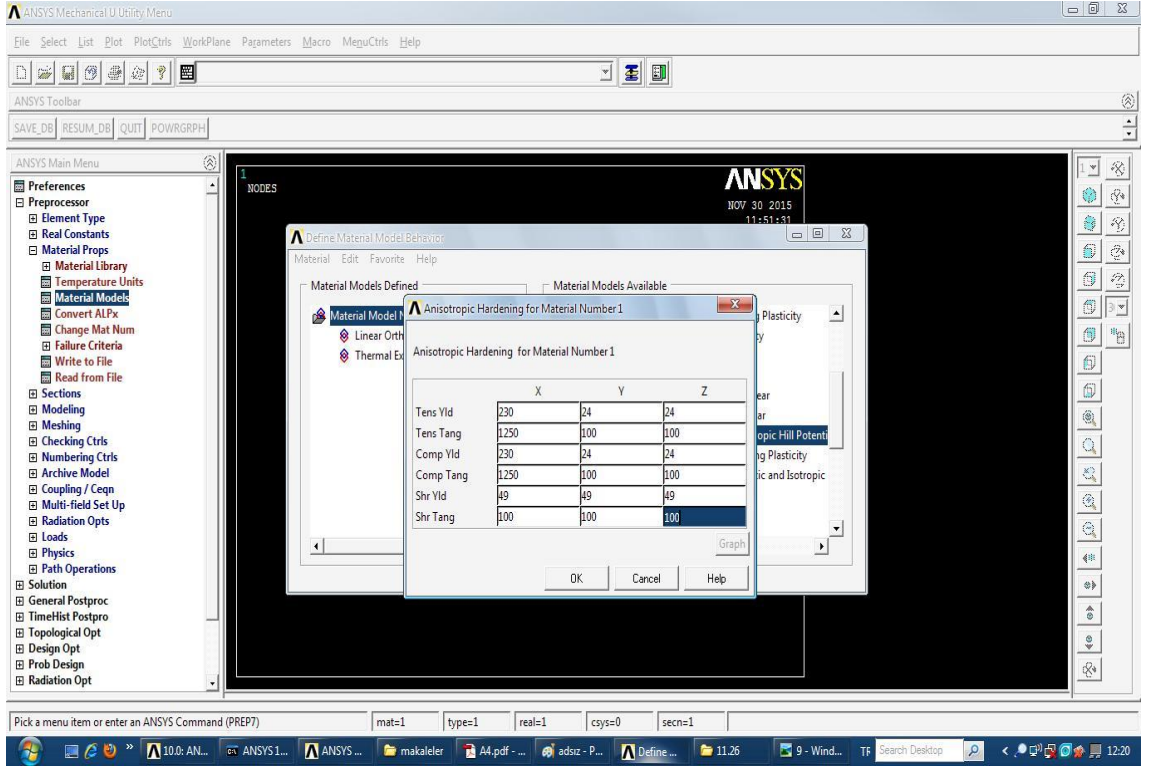 ANSYS Mechanical U Utility Menu
File Select List Plot PlotCtrls WorkPlane Parameters Macro MenuCtrls Help
ANSYS Toolbar
SAVE_DB RESUM_DB QUIT POWRGRPH
ANSYS Main Menu
Preferences
Preprocessor
Element Type
Real Constants
Material Props
Material Library
Temperature Units
Material Models
Convert ALPx
Change Mat Num
Failure Criteria
Write to File
Read from File
Sections
Modeling
Meshing
Checking Ctrls
Numbering Ctrls
Archive Model
Coupling / Ceqn
Multi-field Set Up
Radiation Opts
Loads
Physics
Path Operations
Solution
General Postproc
TimeHist Postpro
Topological Opt
Design Opt
Prob Design
Radiation Opt
1
NODES
ANSYS
NOV 30 2015
11:51:31
Define Material Model Behavior
Material Edit Favorite Help
Material Models Defined
Material Models Available
Material Model N
Linear Orth
Thermal Ex
g Plasticity
ty
ear
ar
opic Hill Potenti
ng Plasticity
tic and Isotropic
Anisotropic Hardening for Material Number 1
Anisotropic Hardening for Material Number 1
X Y Z
Tens Yld 230 24 24
Tens Tang 1250 100 100
Comp Yld 230 24 24
Comp Tang 1250 100 100
Shr Yld 49 49 49
Shr Tang 100 100 100
Graph
OK Cancel Help
1
3
Pick a menu item or enter an ANSYS Command (PREP7) mat=1 type=1 real=1 csys=0 secn=1
10.0: AN... ANSYS 1... ANSYS ... makaleler A4.pdf - ... adsız - P... Define ... 11.26 9 - Wind... TR Search Desktop 12:20